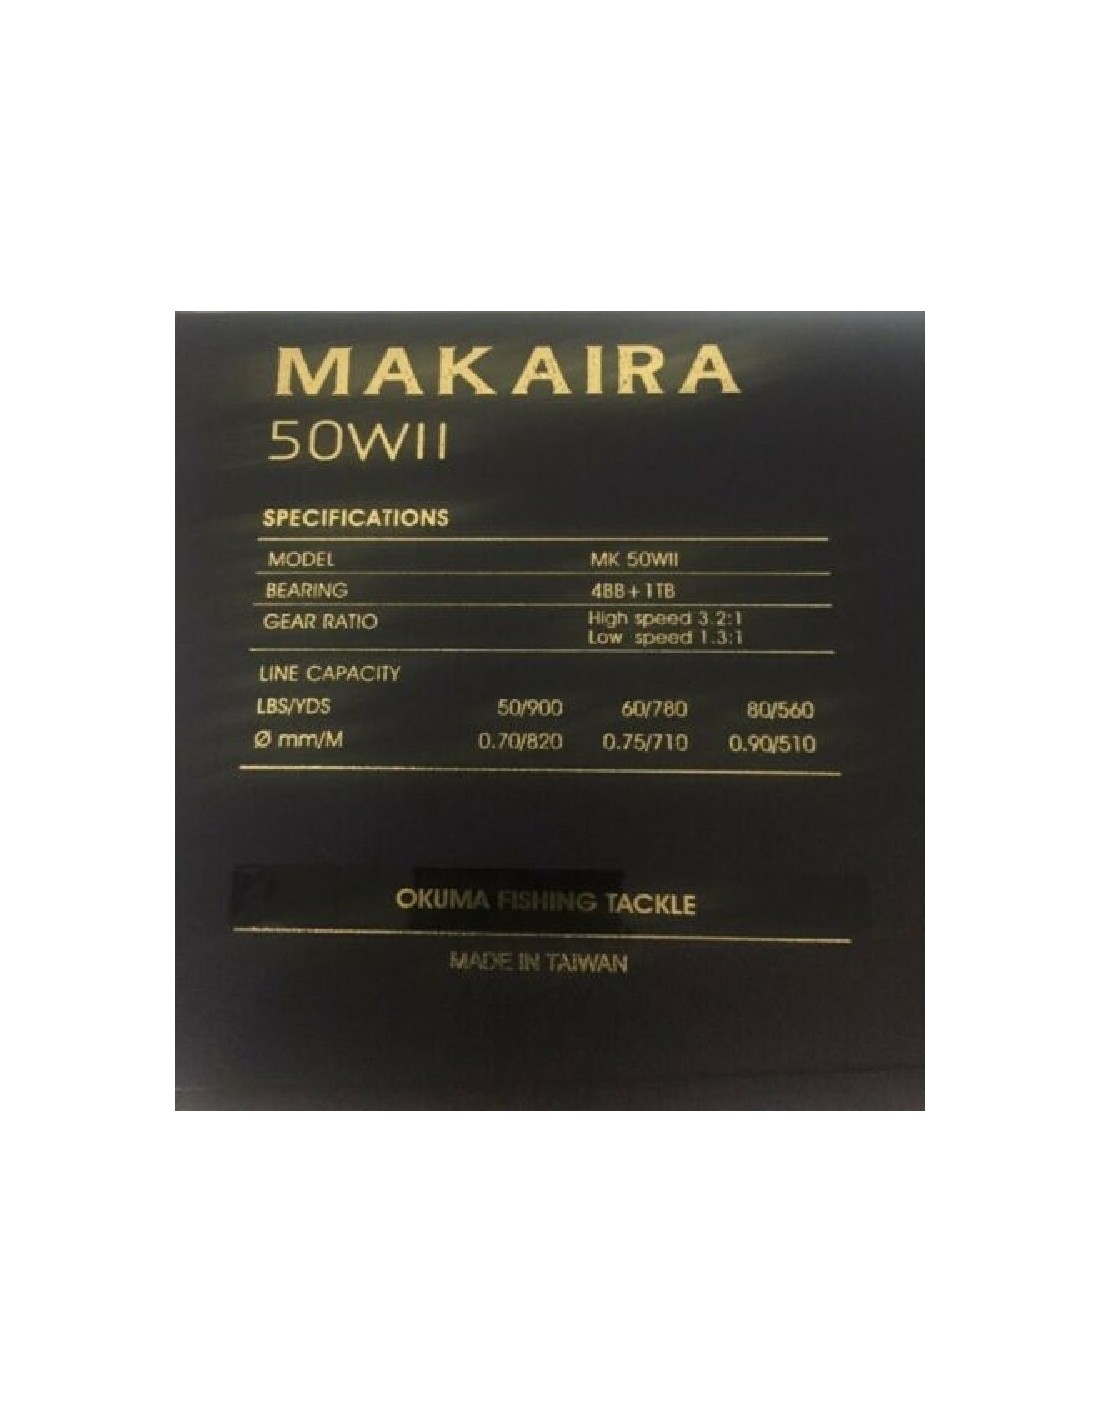 MAKAIRA
50WII
SPECIFICATIONS
MODEL MK 50WII
BEARING 4BB+1TB
GEAR RATIO High speed 3.2:1
Low speed 1.3:1
LINE CAPACITY
LBS/YDS 50/900 60/780 80/560
Ø mm/M 0.70/820 0.75/710 0.90/510
OKUMA FISHING TACKLE
MADE IN TAIWAN